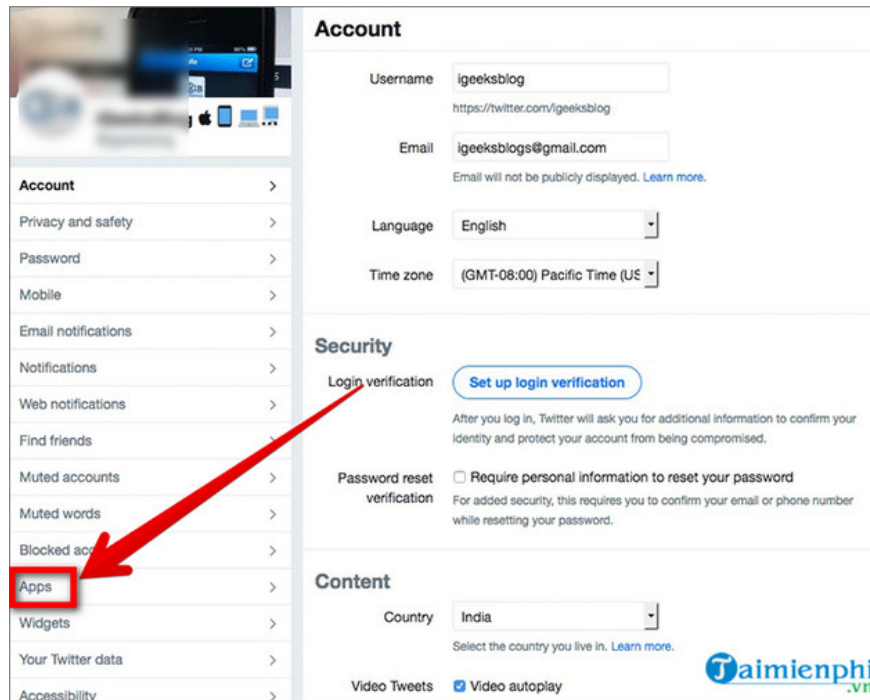 Account
Privacy and safety
Password
Mobile
Email notifications
Notifications
Web notifications
Find friends
Muted accounts
Muted words
Blocked
Apps
Widgets
Your Twitter data
Accessibility
Account
Username
igeeksblog
https://twitter.com/igeeksblog
Email
igeeksblogs@gmail.com
Email will not be publicly displayed. Learn more.
Language
English
Time zone
(GMT-08:00) Pacific Time (US
Security
Login verification
Set up login verification
After you log in, Twitter will ask you for additional information to confirm your
identity and protect your account from being compromised.
Password reset
verification
Require personal information to reset your password
For added security, this requires you to confirm your email or phone number
while resetting your password.
Content
Country
India
Select the country you live in. Learn more.
Video Tweets
Video autoplay
Taimienphi
.vn